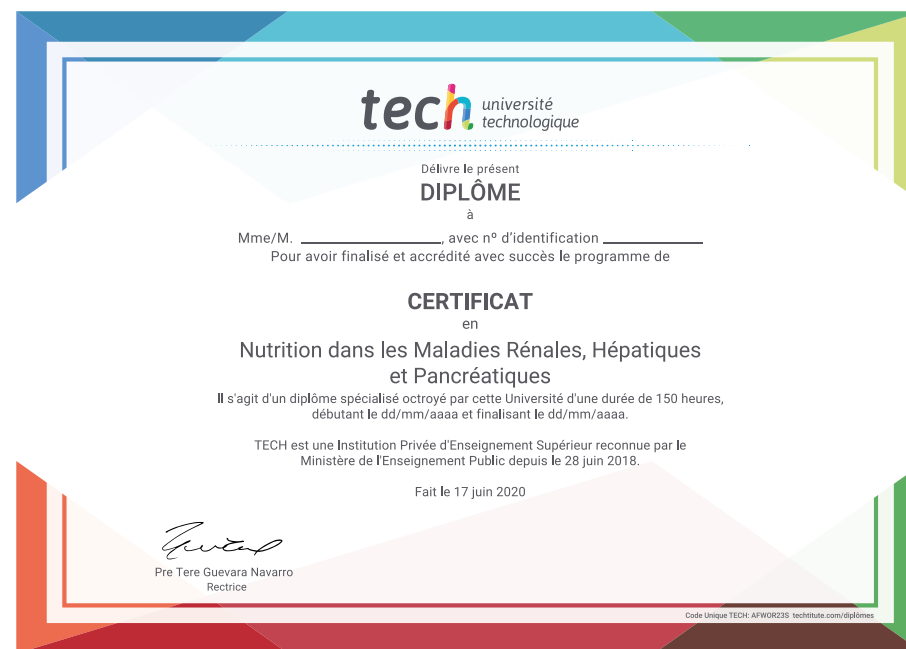 tech université
technologique
Délivre le présent
DIPLÔME
à
Mme/M. ____________________, avec nº d'identification ______________
Pour avoir finalisé et accrédité avec succès le programme de
CERTIFICAT
en
Nutrition dans les Maladies Rénales, Hépatiques
et Pancréatiques
Il s'agit d'un diplôme spécialisé octroyé par cette Université d'une durée de 150 heures,
débutant le dd/mm/aaaa et finalisant le dd/mm/aaaa.
TECH est une Institution Privée d'Enseignement Supérieur reconnue par le
Ministère de l'Enseignement Public depuis le 28 juin 2018.
Fait le 17 juin 2020
Pre Tere Guevara Navarro
Rectrice
Code Unique TECH: AFWOR23S techtitute.com/diplômes